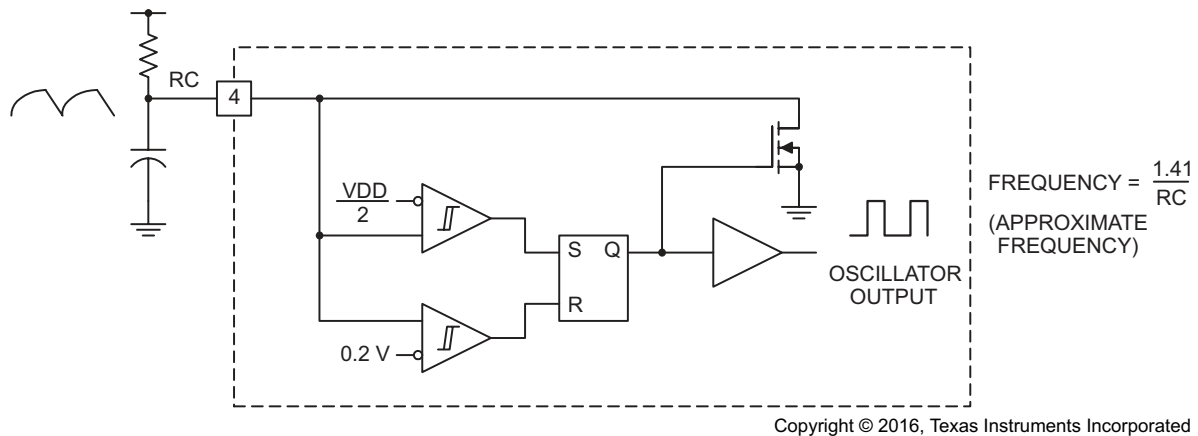 RC
4
VDD
2
0.2 V
S Q
R
OSCILLATOR
OUTPUT
FREQUENCY = 1.41
RC
(APPROXIMATE
FREQUENCY)
Copyright © 2016, Texas Instruments Incorporated